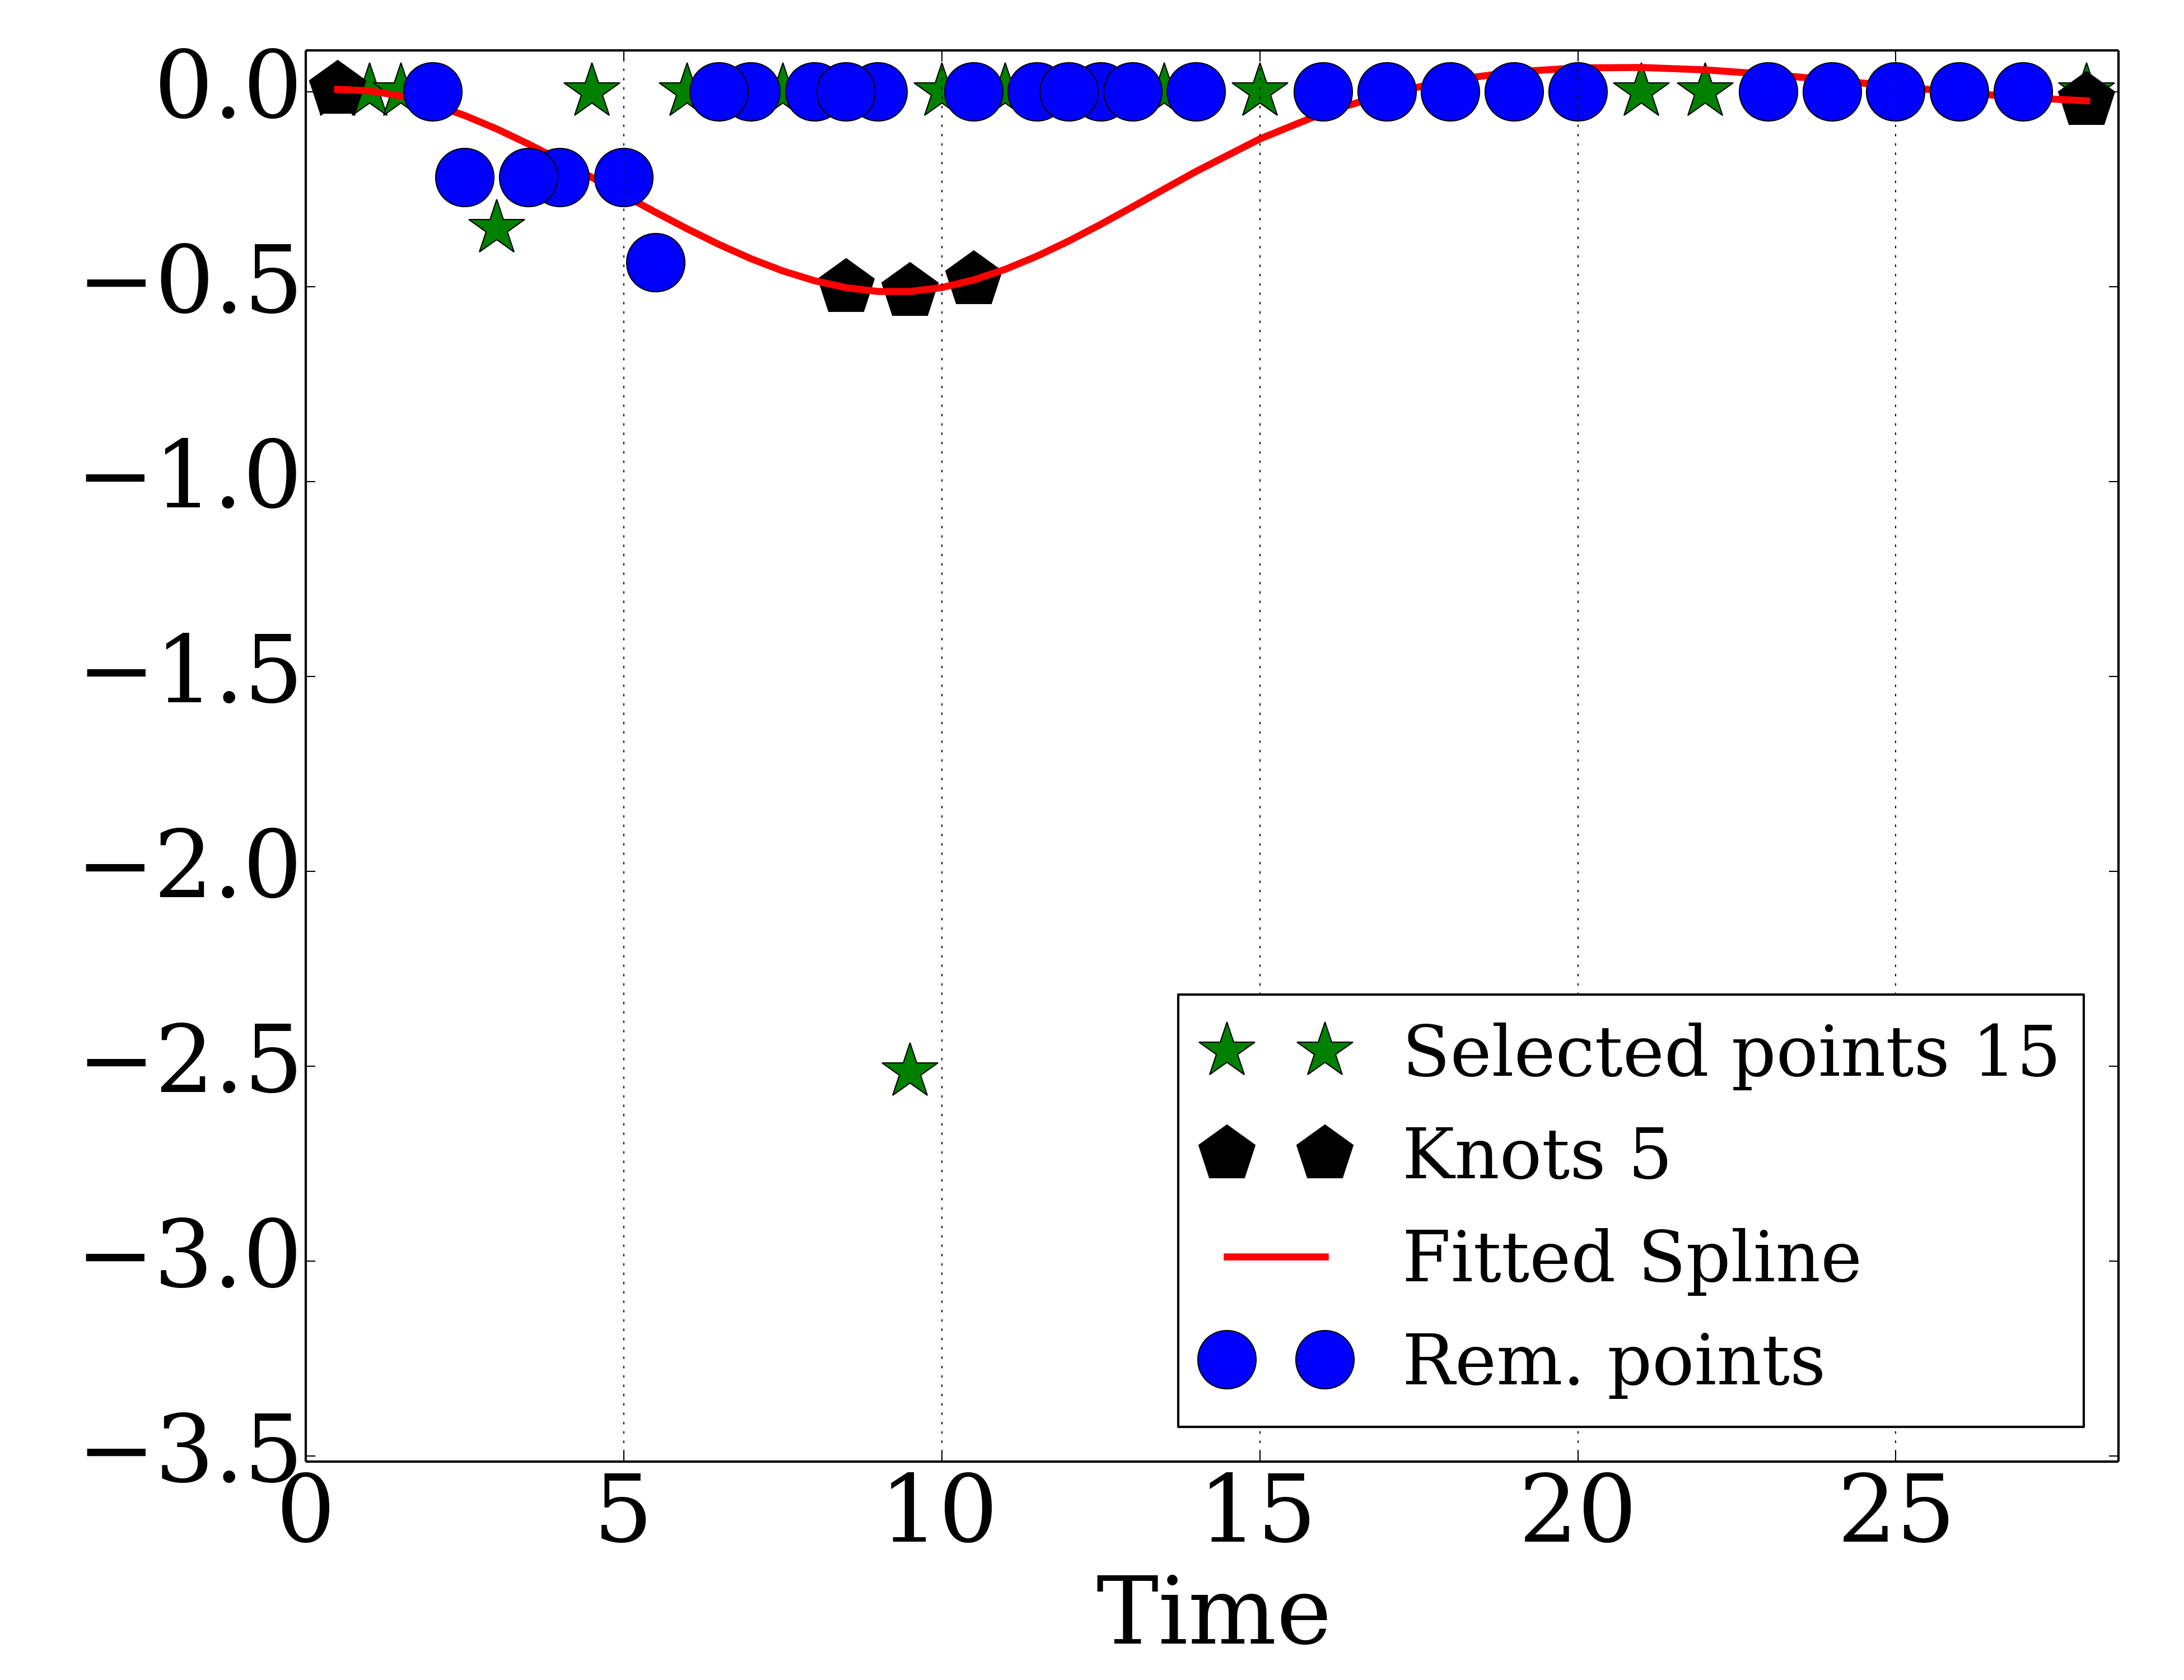 0.0
−0.5
−1.0
−1.5
−2.0
−2.5
−3.0
−3.5
0 5 10 15 20 25
Time
Selected points 15
Knots 5
Fitted Spline
Rem. points